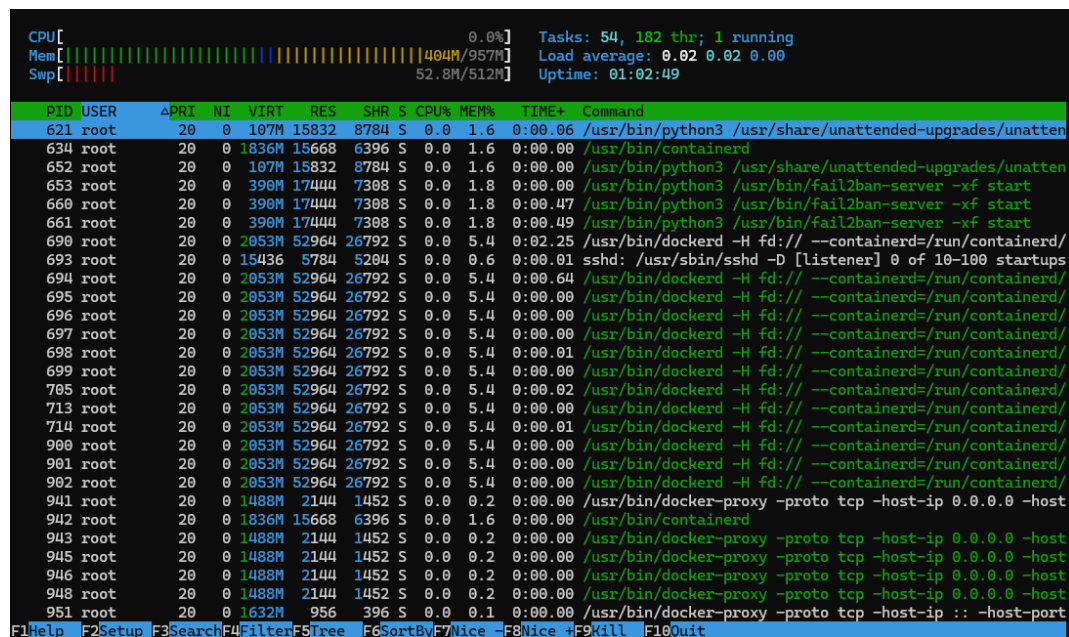 CPU[ 0.0%] Tasks: 54, 182 thr; 1 running
Mem[||||||||||||||||||||||||||||||||||||||||||404M/957M] Load average: 0.02 0.02 0.00
Swp[|||||| 52.8M/512M] Uptime: 01:02:49
PID USER △PRI NI VIRT RES SHR S CPU% MEM% TIME+ Command
621 root 20 0 107M 15832 8784 S 0.0 1.6 0:00.06 /usr/bin/python3 /usr/share/unattended-upgrades/unatten
634 root 20 0 1836M 15668 6396 S 0.0 1.6 0:00.00 /usr/bin/containerd
652 root 20 0 107M 15832 8784 S 0.0 1.6 0:00.00 /usr/bin/python3 /usr/share/unattended-upgrades/unatten
653 root 20 0 390M 17444 7308 S 0.0 1.8 0:00.00 /usr/bin/python3 /usr/bin/fail2ban-server -xf start
660 root 20 0 390M 17444 7308 S 0.0 1.8 0:00.47 /usr/bin/python3 /usr/bin/fail2ban-server -xf start
661 root 20 0 390M 17444 7308 S 0.0 1.8 0:00.49 /usr/bin/python3 /usr/bin/fail2ban-server -xf start
690 root 20 0 2053M 52964 26792 S 0.0 5.4 0:02.25 /usr/bin/dockerd -H fd:// --containerd=/run/containerd/
693 root 20 0 15436 5784 5204 S 0.0 0.6 0:00.01 sshd: /usr/sbin/sshd -D [listener] 0 of 10-100 startups
694 root 20 0 2053M 52964 26792 S 0.0 5.4 0:00.64 /usr/bin/dockerd -H fd:// --containerd=/run/containerd/
695 root 20 0 2053M 52964 26792 S 0.0 5.4 0:00.00 /usr/bin/dockerd -H fd:// --containerd=/run/containerd/
696 root 20 0 2053M 52964 26792 S 0.0 5.4 0:00.00 /usr/bin/dockerd -H fd:// --containerd=/run/containerd/
697 root 20 0 2053M 52964 26792 S 0.0 5.4 0:00.00 /usr/bin/dockerd -H fd:// --containerd=/run/containerd/
698 root 20 0 2053M 52964 26792 S 0.0 5.4 0:00.01 /usr/bin/dockerd -H fd:// --containerd=/run/containerd/
699 root 20 0 2053M 52964 26792 S 0.0 5.4 0:00.00 /usr/bin/dockerd -H fd:// --containerd=/run/containerd/
705 root 20 0 2053M 52964 26792 S 0.0 5.4 0:00.02 /usr/bin/dockerd -H fd:// --containerd=/run/containerd/
713 root 20 0 2053M 52964 26792 S 0.0 5.4 0:00.00 /usr/bin/dockerd -H fd:// --containerd=/run/containerd/
714 root 20 0 2053M 52964 26792 S 0.0 5.4 0:00.01 /usr/bin/dockerd -H fd:// --containerd=/run/containerd/
900 root 20 0 2053M 52964 26792 S 0.0 5.4 0:00.00 /usr/bin/dockerd -H fd:// --containerd=/run/containerd/
901 root 20 0 2053M 52964 26792 S 0.0 5.4 0:00.00 /usr/bin/dockerd -H fd:// --containerd=/run/containerd/
902 root 20 0 2053M 52964 26792 S 0.0 5.4 0:00.00 /usr/bin/dockerd -H fd:// --containerd=/run/containerd/
941 root 20 0 1488M 2144 1452 S 0.0 0.2 0:00.00 /usr/bin/docker-proxy -proto tcp -host-ip 0.0.0.0 -host
942 root 20 0 1836M 15668 6396 S 0.0 1.6 0:00.00 /usr/bin/containerd
943 root 20 0 1488M 2144 1452 S 0.0 0.2 0:00.00 /usr/bin/docker-proxy -proto tcp -host-ip 0.0.0.0 -host
945 root 20 0 1488M 2144 1452 S 0.0 0.2 0:00.00 /usr/bin/docker-proxy -proto tcp -host-ip 0.0.0.0 -host
946 root 20 0 1488M 2144 1452 S 0.0 0.2 0:00.00 /usr/bin/docker-proxy -proto tcp -host-ip 0.0.0.0 -host
948 root 20 0 1488M 2144 1452 S 0.0 0.2 0:00.00 /usr/bin/docker-proxy -proto tcp -host-ip 0.0.0.0 -host
951 root 20 0 1632M 956 396 S 0.0 0.1 0:00.00 /usr/bin/docker-proxy -proto tcp -host-ip :: -host-port
F1Help F2Setup F3SearchF4FilterF5Tree F6SortByF7Nice -F8Nice +F9Kill F10Quit